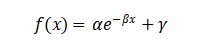 f(x) = αe^{−βx} + γ